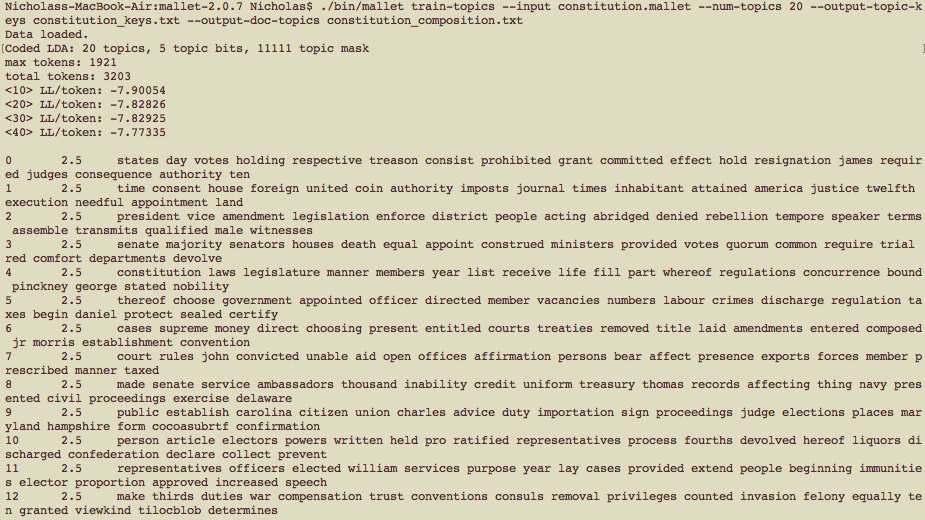 Nicholass-MacBook-Air:mallet-2.0.7 Nicholas$ ./bin/mallet train-topics --input constitution.mallet --num-topics 20 --output-topic-k
eys constitution_keys.txt --output-doc-topics constitution_composition.txt
Data loaded.
[Coded LDA: 20 topics, 5 topic bits, 11111 topic mask
max tokens: 1921
total tokens: 3203
<10> LL/token: -7.90054
<20> LL/token: -7.82826
<30> LL/token: -7.82925
<40> LL/token: -7.77335
0 2.5 states day votes holding respective treason consist prohibited grant committed effect hold resignation james requir
ed judges consequence authority ten
1 2.5 time consent house foreign united coin authority imposts journal times inhabitant attained america justice twelfth
execution needful appointment land
2 2.5 president vice amendment legislation enforce district people acting abridged denied rebellion tempore speaker terms
assemble transmits qualified male witnesses
3 2.5 senate majority senators houses death equal appoint construed ministers provided votes quorum common require trial
red comfort departments devolve
4 2.5 constitution laws legislature manner members year list receive life fill part whereof regulations concurrence bound
pinckney george stated nobility
5 2.5 thereof choose government appointed officer directed member vacancies numbers labour crimes discharge regulation ta
xes begin daniel protect sealed certify
6 2.5 cases supreme money direct choosing present entitled courts treaties removed title laid amendments entered composed
jr morris establishment convention
7 2.5 court rules john convicted unable aid open offices affirmation persons bear affect presence exports forces member p
rescribed manner taxed
8 2.5 made senate service ambassadors thousand inability credit uniform treasury thomas records affecting thing navy pres
ented civil proceedings exercise delaware
9 2.5 public establish carolina citizen union charles advice duty importation sign proceedings judge elections places mar
yland hampshire form cocoasubrtf confirmation
10 2.5 person article electors powers written held pro ratified representatives process fourths devolved hereof liquors di
scharged confederation declare collect prevent
11 2.5 representatives officers elected william services purpose year lay cases provided extend people beginning immunitie
s elector proportion approved increased speech
12 2.5 make thirds duties war compensation trust conventions consuls removal privileges counted invasion felony equally te
n granted viewkind tilocblob determines